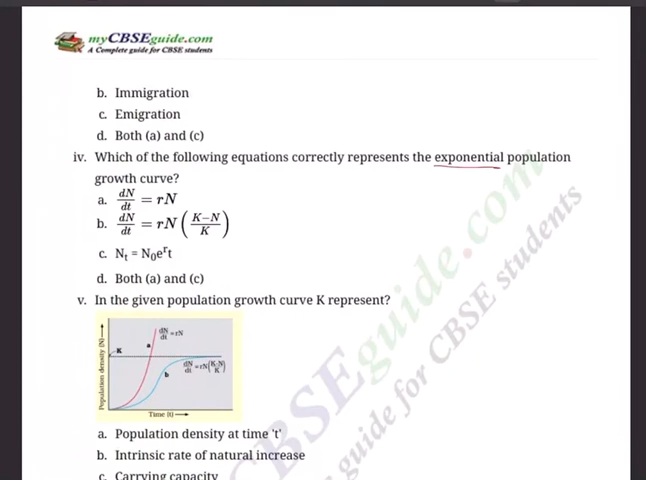 myCBSEguide.com
A Complete guide for CBSE students
b. Immigration
c. Emigration
d. Both (a) and (c)
iv. Which of the following equations correctly represents the exponential population
growth curve?
a. dN/dt = rN
b. dN/dt = rN (K−N/K)
c. Nₜ = N₀eʳt
d. Both (a) and (c)
v. In the given population growth curve K represent?
dN/dt = rN
a
K
dN/dt = rN(K-N/K)
b
Population density (N)
Time (t)
a. Population density at time 't'
b. Intrinsic rate of natural increase
c. Carrying capacity
CBSEguide.com
guide for CBSE students